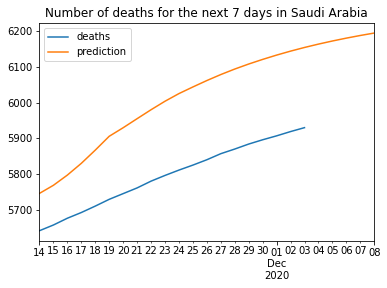 Number of deaths for the next 7 days in Saudi Arabia
deaths
prediction
6200
6100
6000
5900
5800
5700
14 15 16 17 18 19 20 21 22 23 24 25 26 27 28 29 30 01 02 03 04 05 06 07 08
Dec
2020